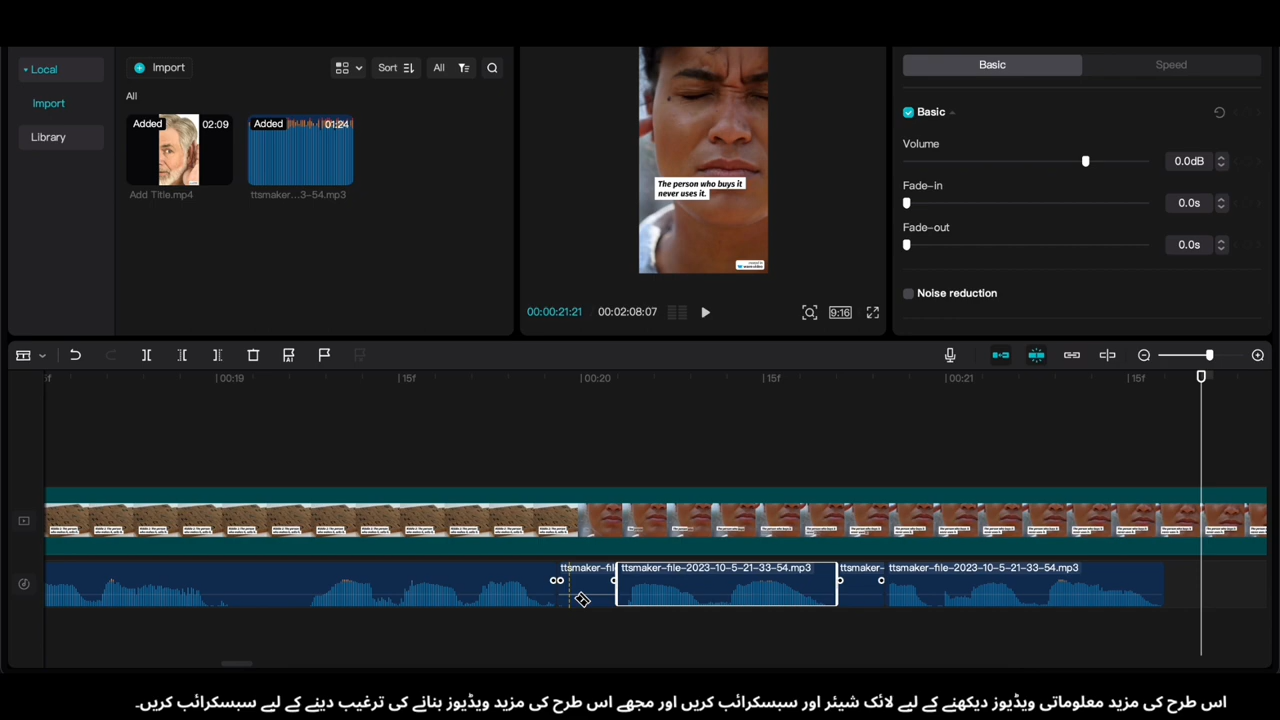 Local
Import
Library
Import
Sort
All
All
Added
02:09
Added
01:24
Add Title.mp4
ttsmaker...3-54.mp3
The person who buys it
never uses it.
00:00:21:21
00:02:08:07
9:16
Basic
Speed
Basic
Volume
0.0dB
Fade-in
0.0s
Fade-out
0.0s
Noise reduction
00:19
15f
00:20
15f
00:21
15f
ttsmaker-fil
ttsmaker-file-2023-10-5-21-33-54.mp3
ttsmaker-
ttsmaker-file-2023-10-5-21-33-54.mp3
اس طرح کی مزید معلوماتی ویڈیوز دیکھنے کے لیے لائک شیئر اور سبسکرائب کریں اور مجھے اس طرح کی مزید ویڈیوز بنانے کی ترغیب دینے کے لیے سبسکرائب کریں۔